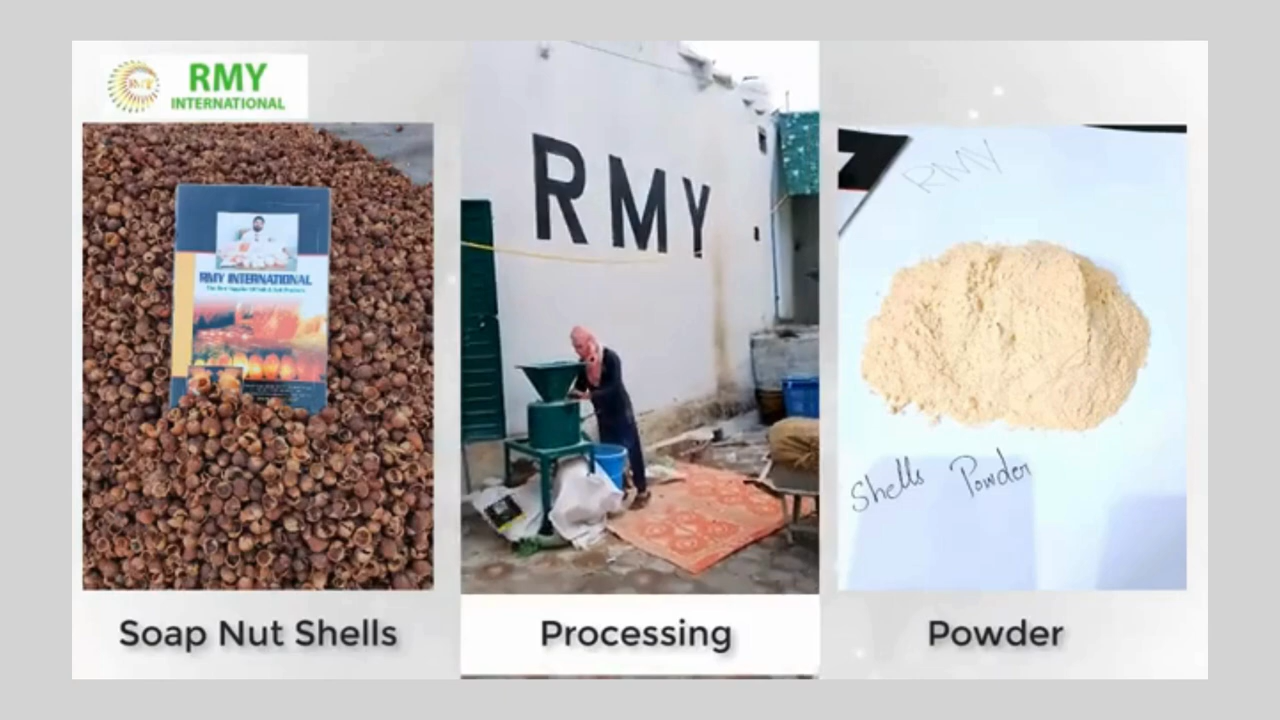 RMY
INTERNATIONAL
RMY INTERNATIONAL
RMY
RMY
Shells Powder
Soap Nut Shells
Processing
Powder